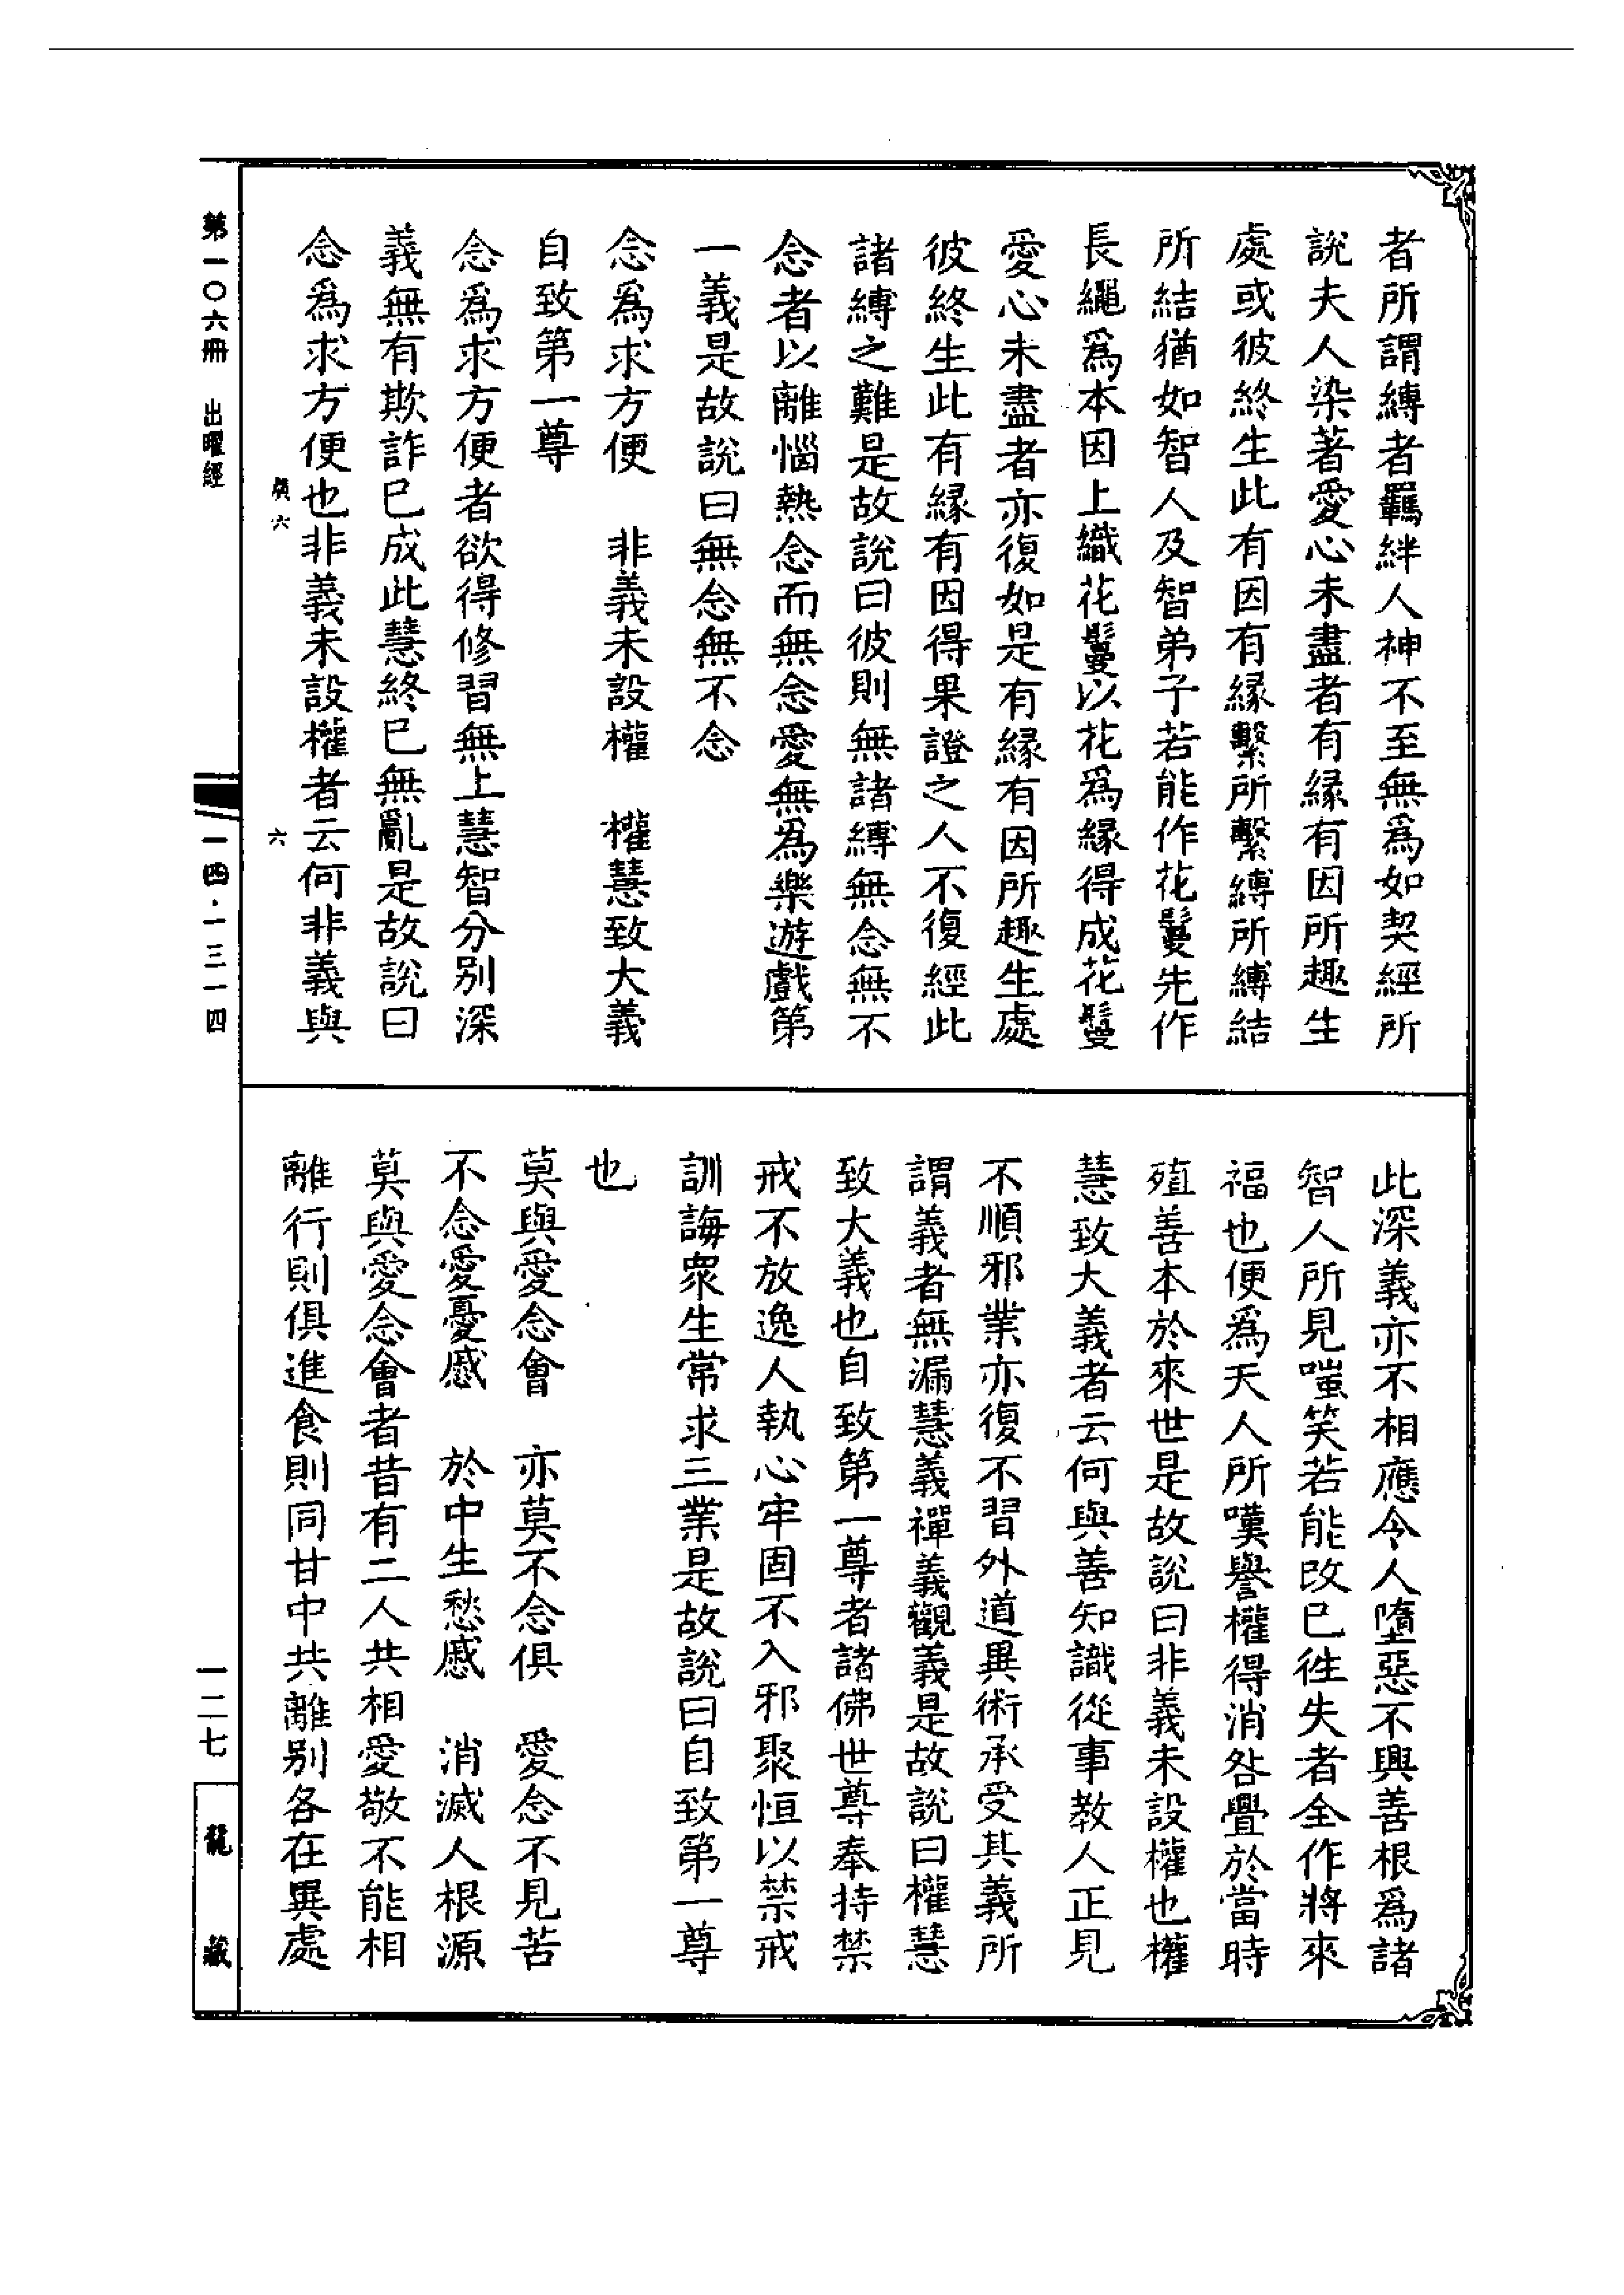 者所謂縛者羈絆人神不至無爲如契經所
說夫人染著愛心未盡者有緣有因所趣生
處或彼終生此有因有緣繫所繫縛所縛結
所結猶如智人及智弟子若能作花鬘先作
長繩爲本因上織花鬘以花爲緣得成花鬘
愛心未盡者亦復如是有緣有因所趣生處
彼終生此有緣有因得果證之人不復經此
諸縛之難是故說曰彼則無諸縛無念無不
念者以離惱熱念而無念愛無爲樂遊戲第
一義是故說曰無念無不念
念爲求方便　非義未設權　權慧致大義
自致第一尊
念爲求方便者欲得修習無上慧智分別深
義無有欺詐已成此慧終已無亂是故說曰
念爲求方便也非義未設權者云何非義與
此深義亦不相應令人墮惡不興善根爲諸
智人所見嗤笑若能改已往失者全作將來
福也便爲天人所嘆譽權得消咎舋於當時
殖善本於來世是故說曰非義未設權也權
慧致大義者云何與善知識從事教人正見
不順邪業亦復不習外道異術承受其義所
謂義者無漏慧義禪義觀義是故說曰權慧
致大義也自致第一尊者諸佛世尊奉持禁
戒不放逸人執心牢固不入邪聚恒以禁戒
訓誨衆生常求三業是故說曰自致第一尊
也
莫與愛念會　亦莫不念俱　愛念不見苦
不念愛憂慼　於中生愁慼　消滅人根源
莫與愛念會者昔有二人共相愛敬不能相
離行則俱進食則同甘中共離別各在異處
第一〇六冊　出曜經
六
一四·一三一四
一二七
龍藏